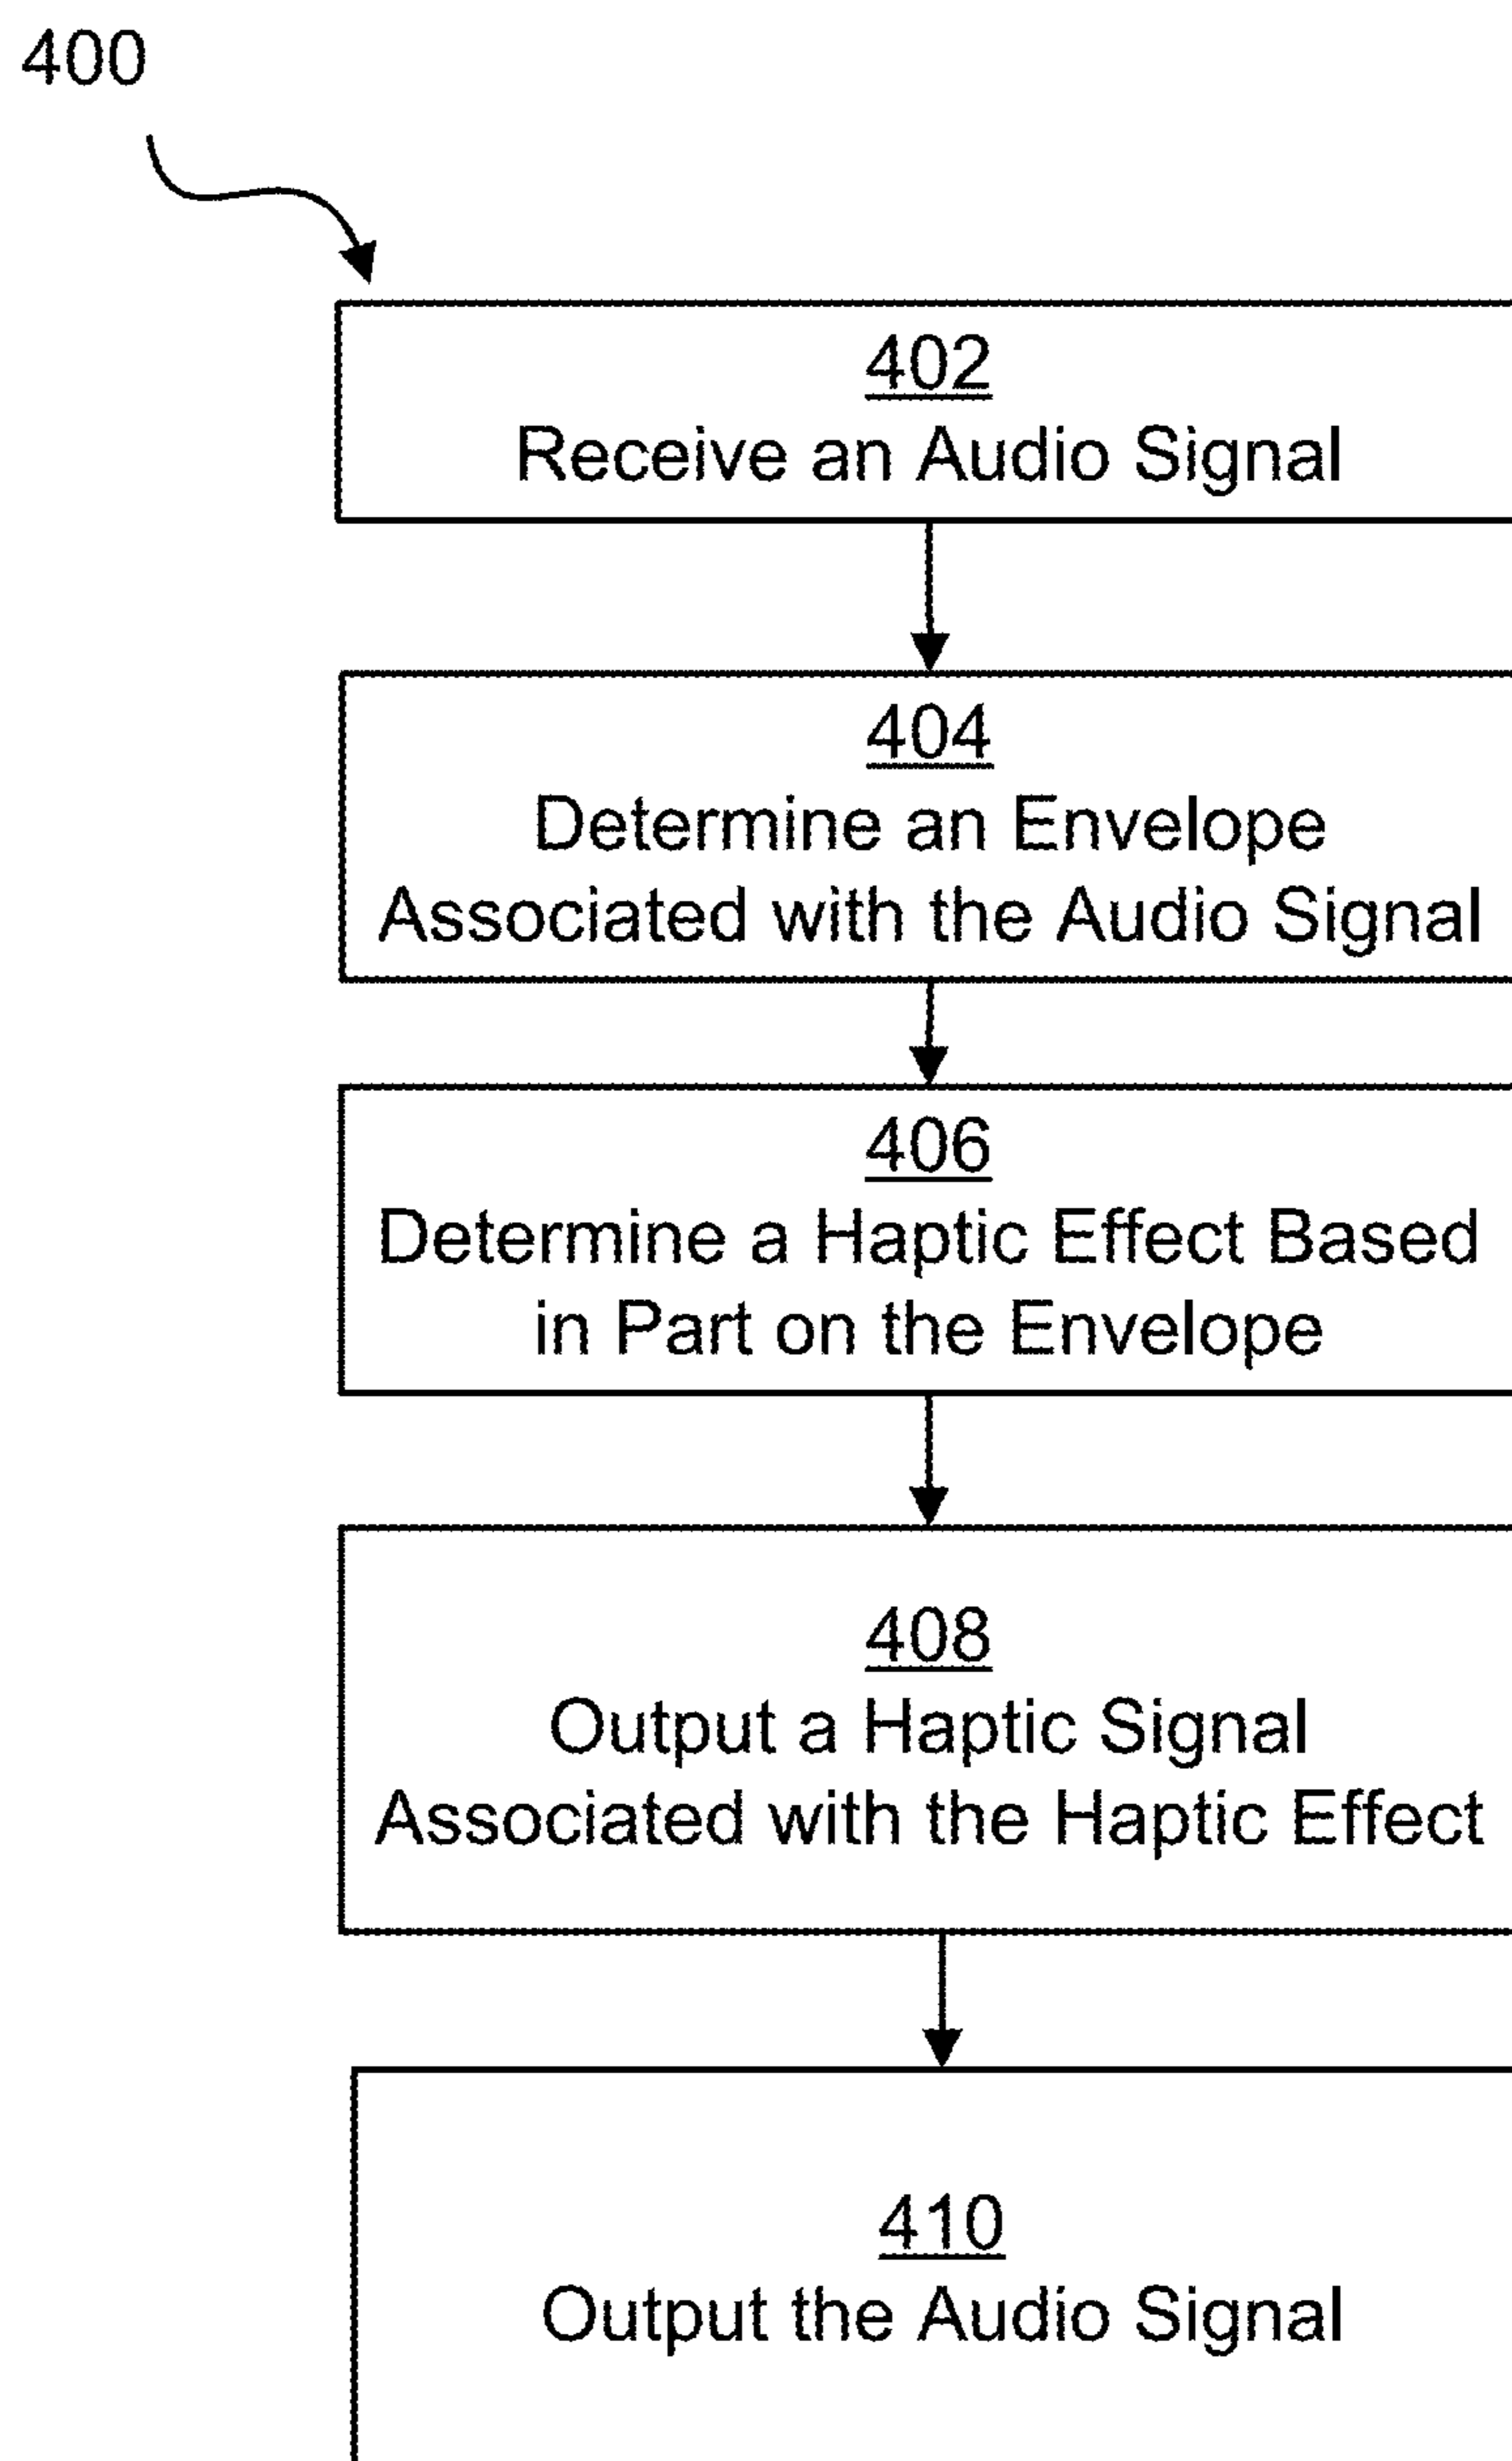 400
402
Receive an Audio Signal
404
Determine an Envelope
Associated with the Audio Signal
406
Determine a Haptic Effect Based
in Part on the Envelope
408
Output a Haptic Signal
Associated with the Haptic Effect
410
Output the Audio Signal